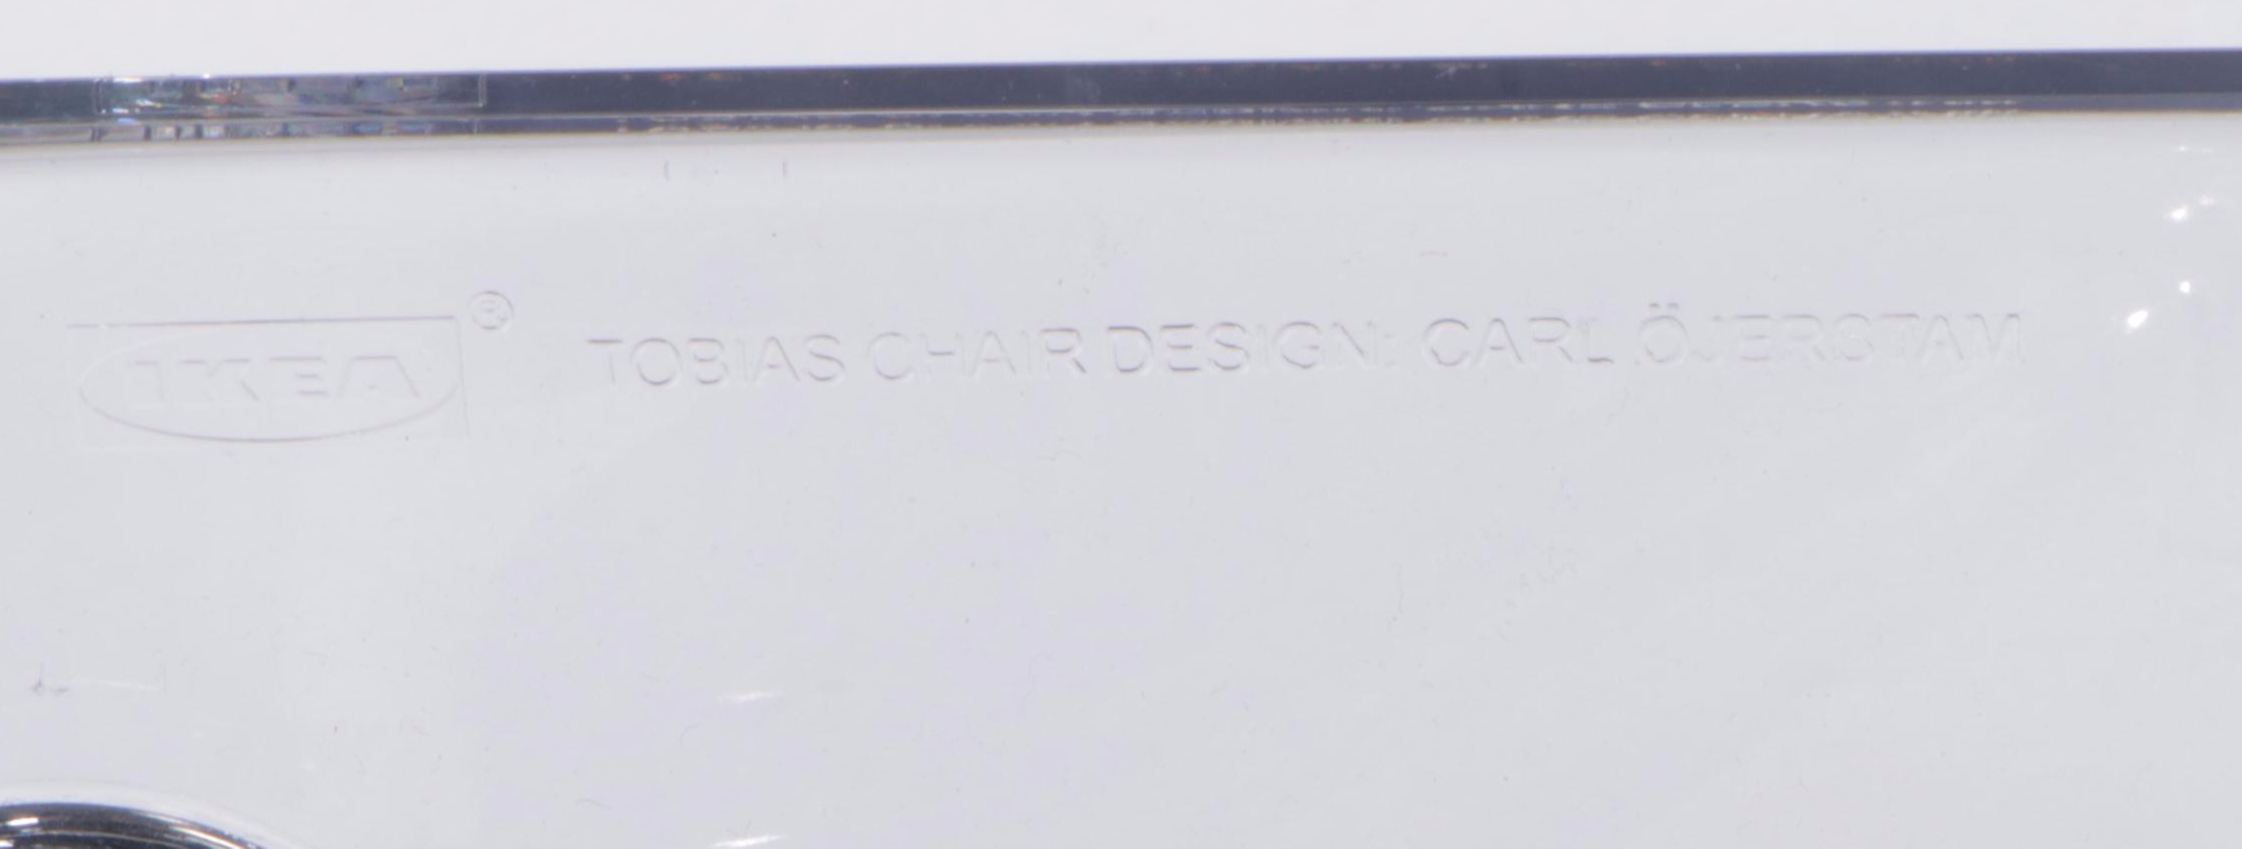 IKEA® TOBIAS CHAIR DESIGN: CARL ÖJERSTAM